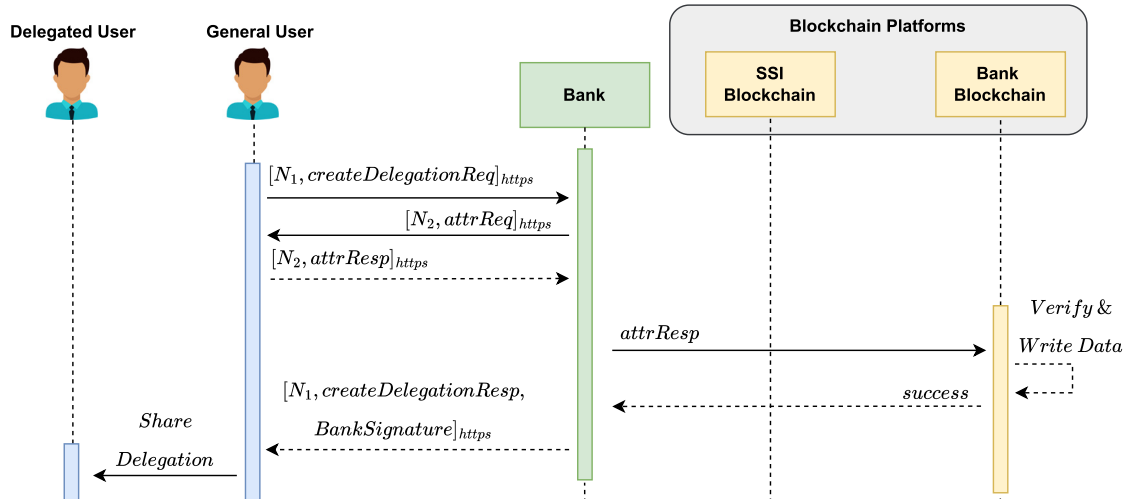 Delegated User
General User
Blockchain Platforms
Bank
SSI
Blockchain
Bank
Blockchain
[N₁, createDelegationReq]https
[N₂, attrReq]https
[N₂, attrResp]https
attrResp
Verify &
Write Data
success
[N₁, createDelegationResp,
BankSignature]https
Share
Delegation